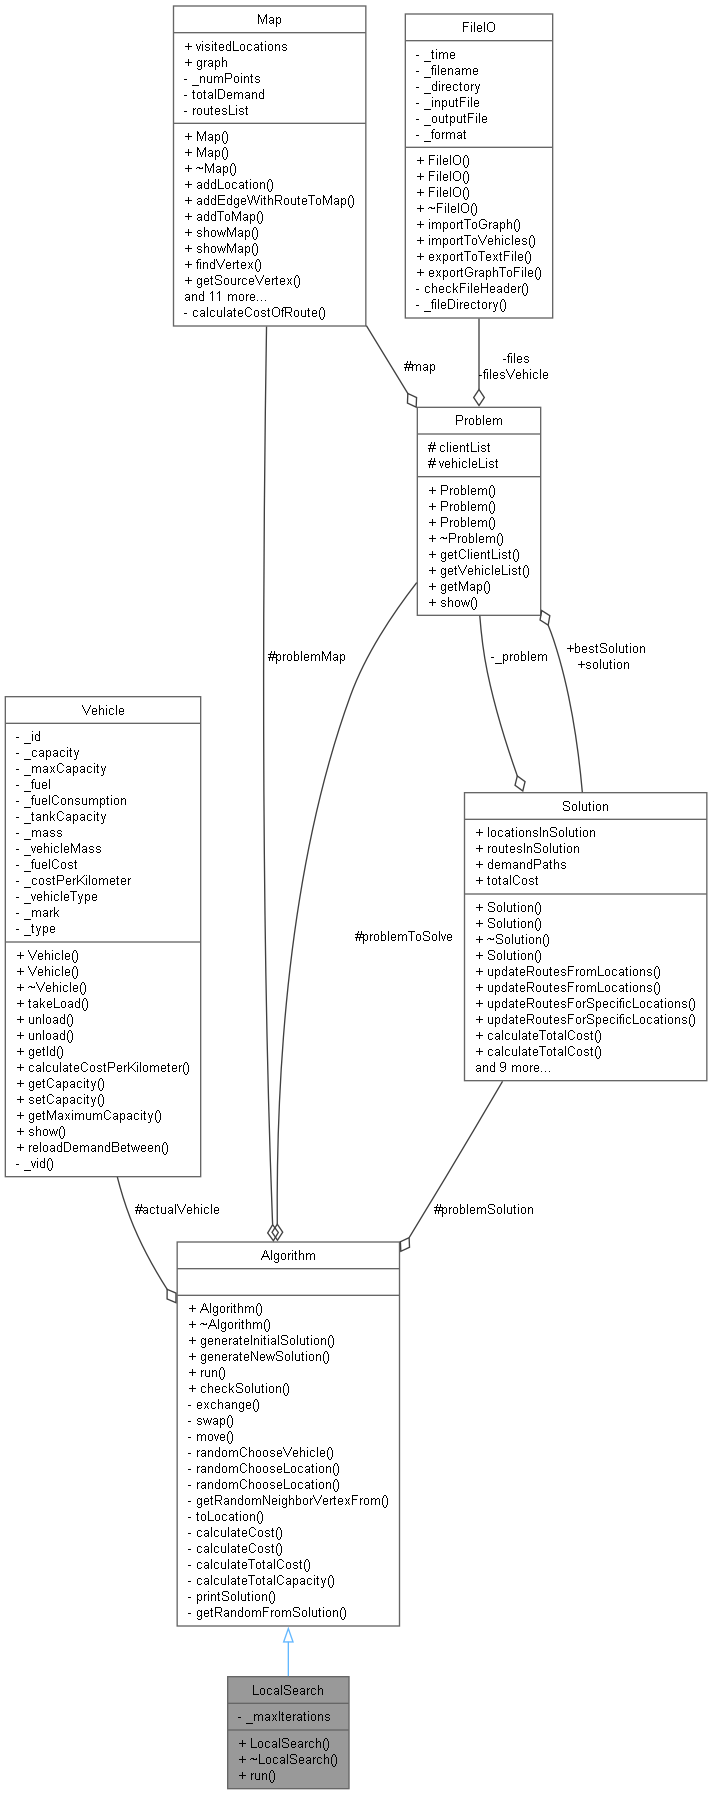 Map
+ visitedLocations
+ graph
- _numPoints
- totalDemand
- routesList
+ Map()
+ Map()
+ ~Map()
+ addLocation()
+ addEdgeWithRouteToMap()
+ addToMap()
+ showMap()
+ showMap()
+ findVertex()
+ getSourceVertex()
and 11 more...
- calculateCostOfRoute()
FileIO
- _time
- _filename
- _directory
- _inputFile
- _outputFile
- _format
+ FileIO()
+ FileIO()
+ FileIO()
+ ~FileIO()
+ importToGraph()
+ importToVehicles()
+ exportToTextFile()
+ exportGraphToFile()
- checkFileHeader()
- _fileDirectory()
#map
-files
-filesVehicle
Problem
# clientList
# vehicleList
+ Problem()
+ Problem()
+ Problem()
+ ~Problem()
+ getClientList()
+ getVehicleList()
+ getMap()
+ show()
#problemMap
-_problem
+bestSolution
+solution
Vehicle
- _id
- _capacity
- _maxCapacity
- _fuel
- _fuelConsumption
- _tankCapacity
- _mass
- _vehicleMass
- _fuelCost
- _costPerKilometer
- _vehicleType
- _mark
- _type
+ Vehicle()
+ Vehicle()
+ ~Vehicle()
+ takeLoad()
+ unload()
+ unload()
+ getId()
+ calculateCostPerKilometer()
+ getCapacity()
+ setCapacity()
+ getMaximumCapacity()
+ show()
+ reloadDemandBetween()
- _vid()
#problemToSolve
Solution
+ locationsInSolution
+ routesInSolution
+ demandPaths
+ totalCost
+ Solution()
+ Solution()
+ ~Solution()
+ Solution()
+ updateRoutesFromLocations()
+ updateRoutesFromLocations()
+ updateRoutesForSpecificLocations()
+ updateRoutesForSpecificLocations()
+ calculateTotalCost()
+ calculateTotalCost()
and 9 more...
#actualVehicle
#problemSolution
Algorithm
+ Algorithm()
+ ~Algorithm()
+ generateInitialSolution()
+ generateNewSolution()
+ run()
+ checkSolution()
- exchange()
- swap()
- move()
- randomChooseVehicle()
- randomChooseLocation()
- randomChooseLocation()
- getRandomNeighborVertexFrom()
- toLocation()
- calculateCost()
- calculateCost()
- calculateTotalCost()
- calculateTotalCapacity()
- printSolution()
- getRandomFromSolution()
LocalSearch
- _maxIterations
+ LocalSearch()
+ ~LocalSearch()
+ run()